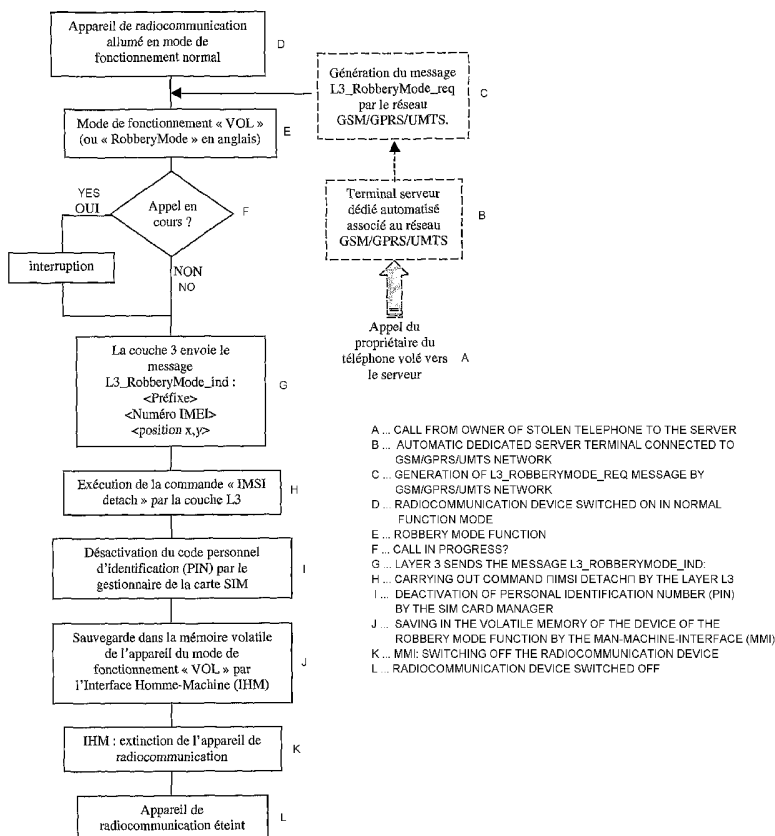 Appareil de radiocommunication
allumé en mode de
fonctionnement normal
D
Génération du message
L3_RobberyMode_req
par le réseau
GSM/GPRS/UMTS.
C
Mode de fonctionnement « VOL »
(ou « RobberyMode » en anglais)
E
Terminal serveur
dédié automatisé
associé au réseau
GSM/GPRS/UMTS
B
YES
OUI
Appel en
cours ?
F
interruption
NON
NO
Appel du
propriétaire du
téléphone volé vers
le serveur
A
La couche 3 envoie le
message
L3_RobberyMode_ind :
<Préfixe>
<Numéro IMEI>
<position x,y>
G
Exécution de la commande « IMSI
detach » par la couche L3
H
Désactivation du code personnel
d'identification (PIN) par le
gestionnaire de la carte SIM
I
Sauvegarde dans la mémoire volatile
de l'appareil du mode de
fonctionnement « VOL » par
l'Interface Homme-Machine (IHM)
J
IHM : extinction de l'appareil de
radiocommunication
K
Appareil de
radiocommunication éteint
L
A ... CALL FROM OWNER OF STOLEN TELEPHONE TO THE SERVER
B ... AUTOMATIC DEDICATED SERVER TERMINAL CONNECTED TO
GSM/GPRS/UMTS NETWORK
C ... GENERATION OF L3_ROBBERYMODE_REQ MESSAGE BY
GSM/GPRS/UMTS NETWORK
D ... RADIOCOMMUNICATION DEVICE SWITCHED ON IN NORMAL
FUNCTION MODE
E ... ROBBERY MODE FUNCTION
F ... CALL IN PROGRESS?
G ... LAYER 3 SENDS THE MESSAGE L3_ROBBERYMODE_IND:
H ... CARRYING OUT COMMAND ΠIMSI DETACHΠ BY THE LAYER L3
I ... DEACTIVATION OF PERSONAL IDENTIFICATION NUMBER (PIN)
BY THE SIM CARD MANAGER
J ... SAVING IN THE VOLATILE MEMORY OF THE DEVICE OF THE
ROBBERY MODE FUNCTION BY THE MAN-MACHINE-INTERFACE (MMI)
K ... MMI: SWITCHING OFF THE RADIOCOMMUNICATION DEVICE
L ... RADIOCOMMUNICATION DEVICE SWITCHED OFF